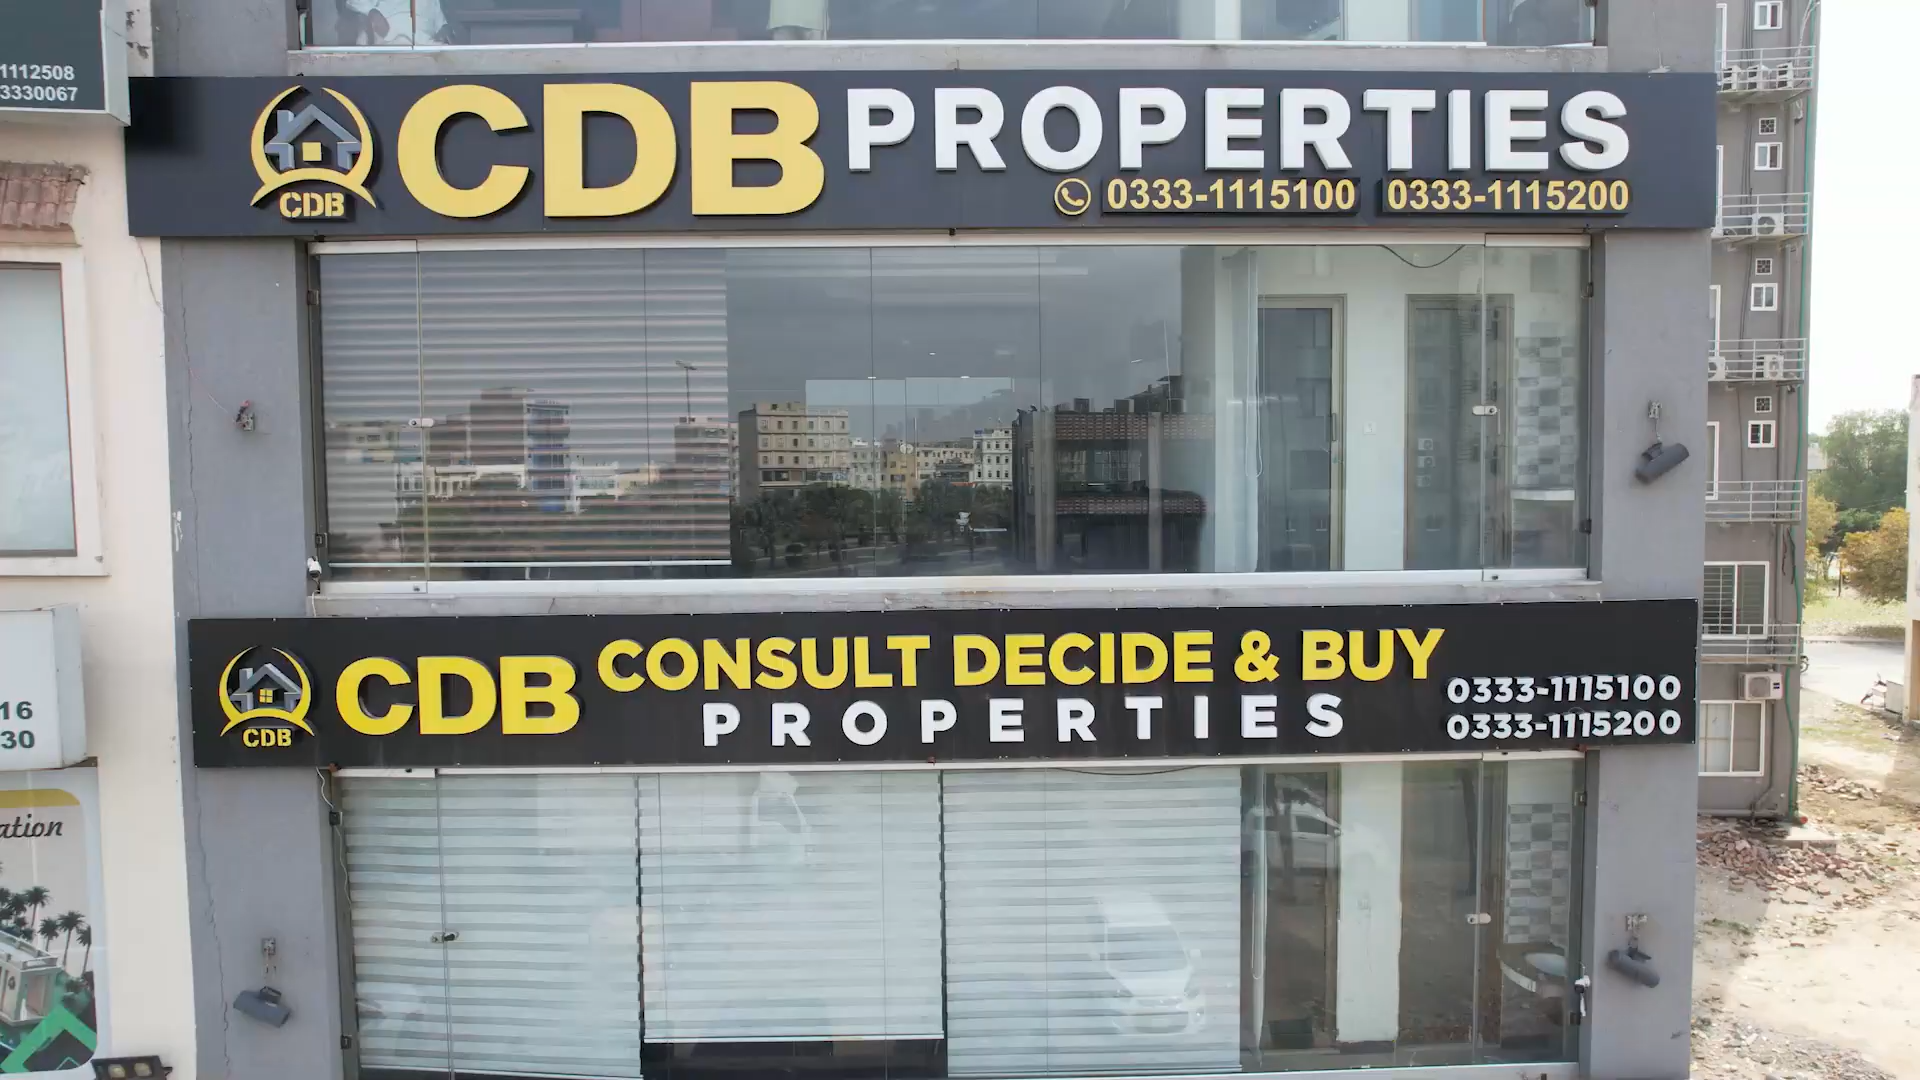 1112508
3330067
CDB
CDB PROPERTIES
0333-1115100 0333-1115200
CDB
CDB CONSULT DECIDE & BUY
PROPERTIES
0333-1115100
0333-1115200
16
30